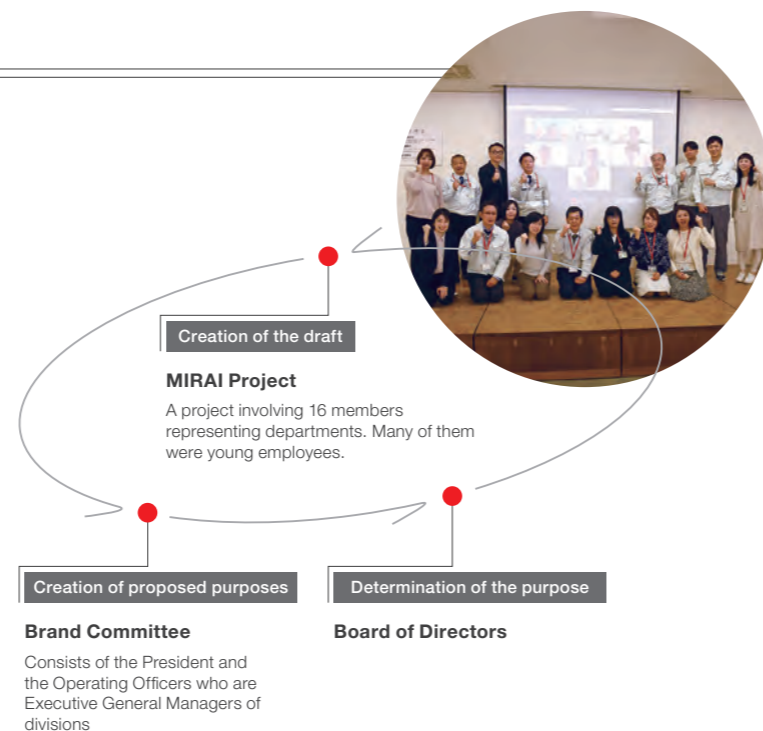 Creation of the draft
MIRAI Project
A project involving 16 members
representing departments. Many of them
were young employees.
Creation of proposed purposes
Brand Committee
Consists of the President and
the Operating Officers who are
Executive General Managers of
divisions
Determination of the purpose
Board of Directors